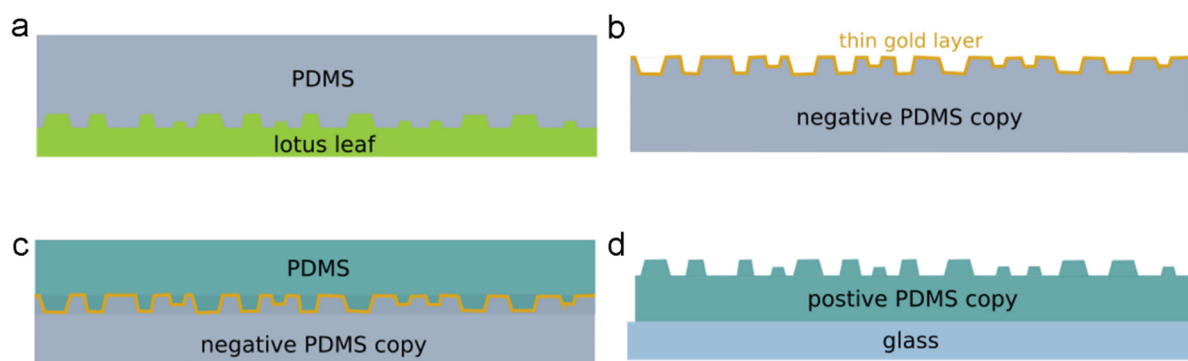 a
PDMS
lotus leaf
b
thin gold layer
negative PDMS copy
c
PDMS
negative PDMS copy
d
postive PDMS copy
glass